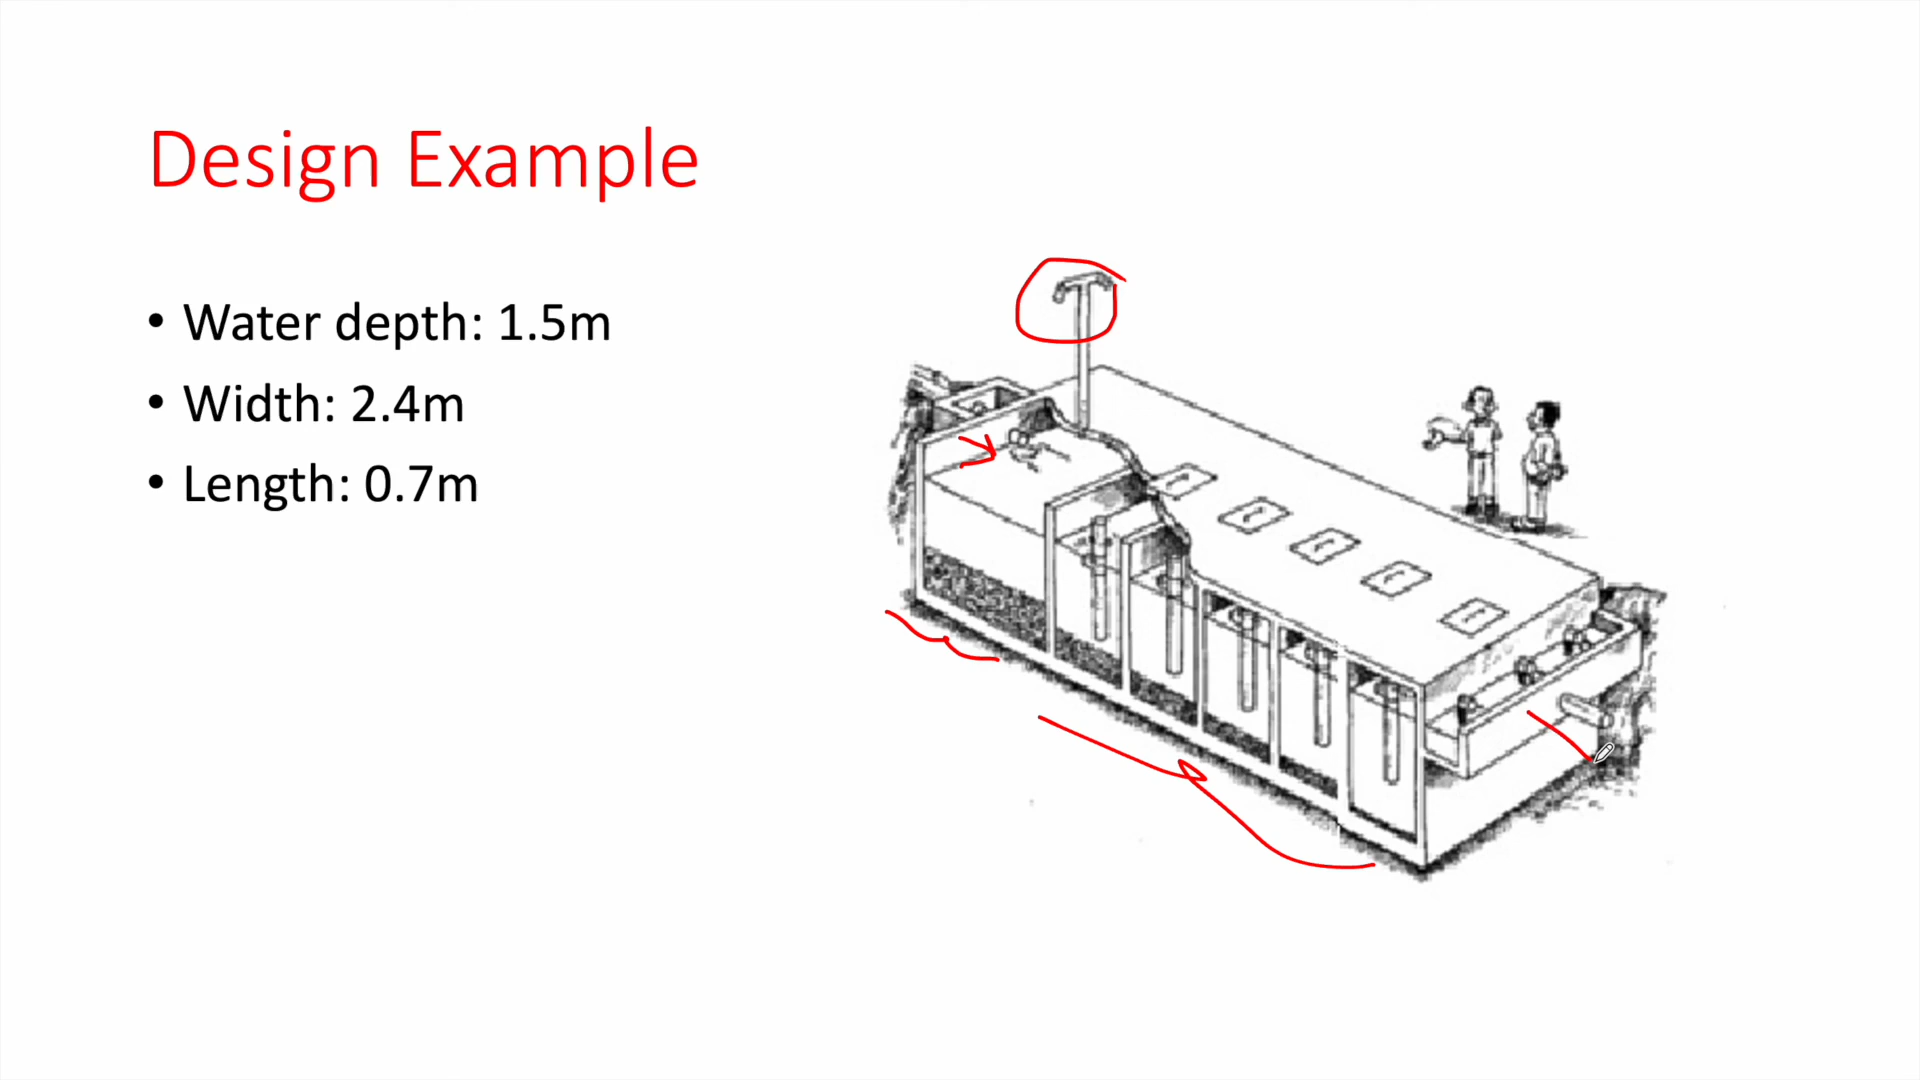 Design Example
• Water depth: 1.5m
• Width: 2.4m
• Length: 0.7m